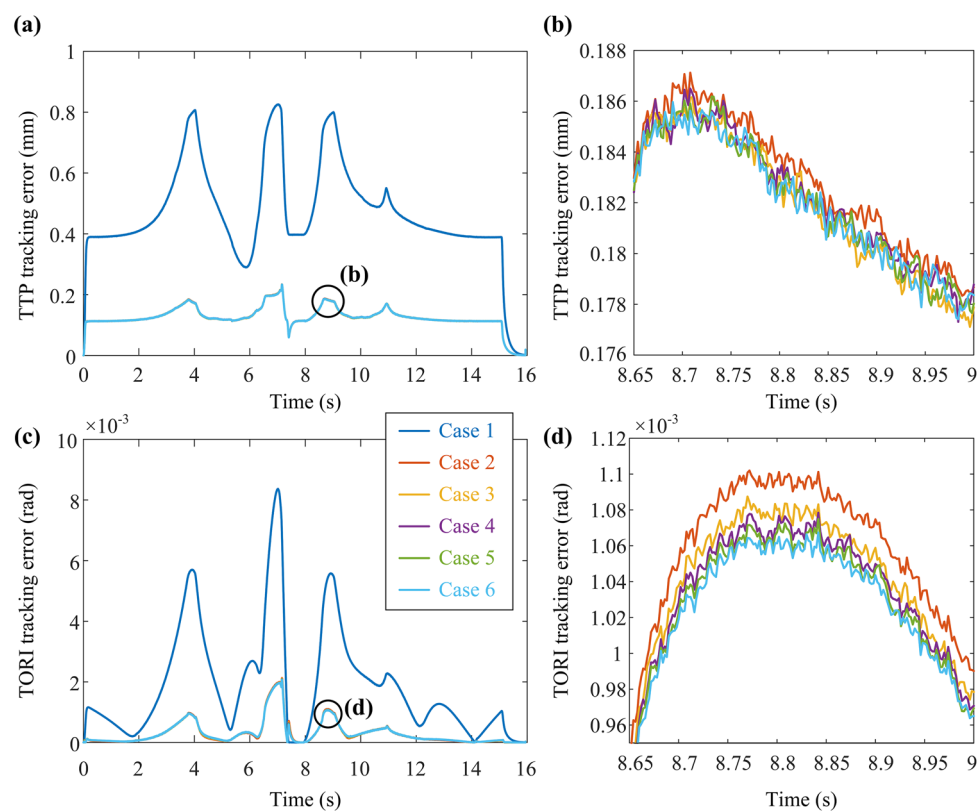 (a)
TTP tracking error (mm)
1
0.8
0.6
0.4
0.2
0
0 2 4 6 8 10 12 14 16
Time (s)
(b)
(b)
TTP tracking error (mm)
0.188
0.186
0.184
0.182
0.180
0.178
0.176
8.65 8.7 8.75 8.8 8.85 8.9 8.95 9
Time (s)
(c)
×10⁻³
TORI tracking error (rad)
10
8
6
4
2
0
0 2 4 6 8 10 12 14 16
Time (s)
(d)
Case 1
Case 2
Case 3
Case 4
Case 5
Case 6
(d)
×10⁻³
TORI tracking error (rad)
1.12
1.10
1.08
1.06
1.04
1.02
1.00
0.98
0.96
8.65 8.7 8.75 8.8 8.85 8.9 8.95 9
Time (s)